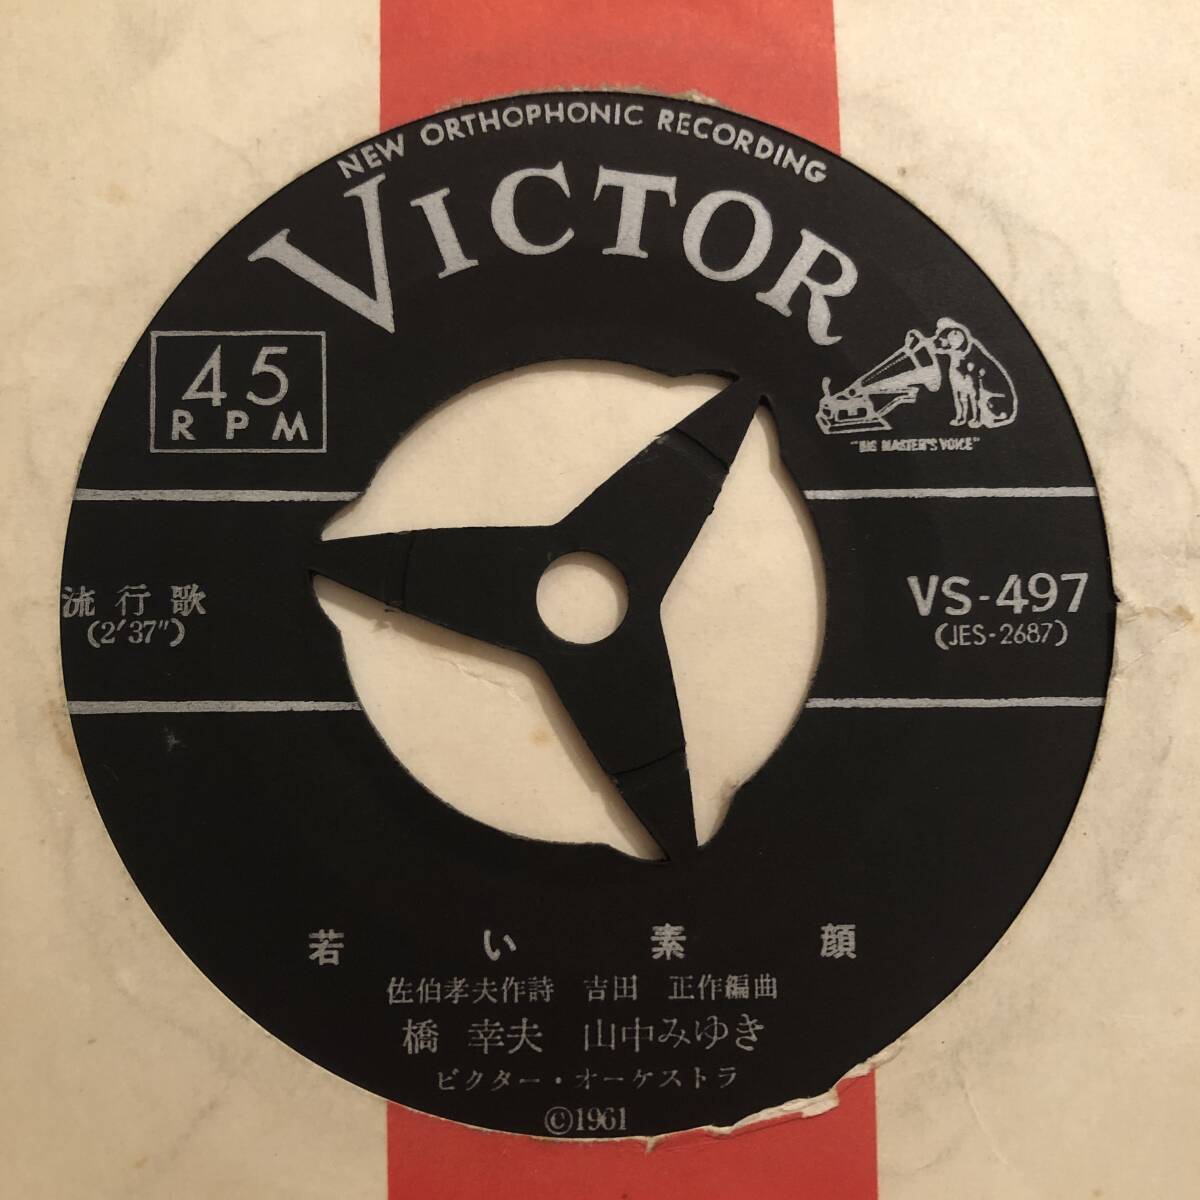 NEW ORTHOPHONIC RECORDING
VICTOR
45
RPM
"HIS MASTER'S VOICE"
流行歌
(2'37")
VS-497
(JES-2687)
若い素顔
佐伯孝夫作詩 吉田 正作編曲
橋 幸夫 山中みゆき
ビクター・オーケストラ
©1961